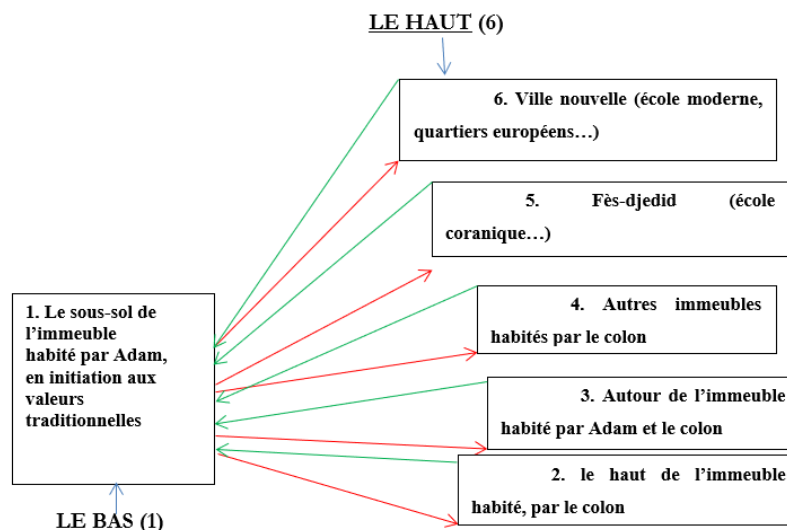 LE HAUT (6)
6. Ville nouvelle (école moderne,
quartiers européens…)
5. Fès-djedid (école
coranique…)
4. Autres immeubles
habités par le colon
1. Le sous-sol de
l’immeuble
habité par Adam,
en initiation aux
valeurs
traditionnelles
3. Autour de l’immeuble
habité par Adam et le colon
2. le haut de l’immeuble
habité, par le colon
LE BAS (1)